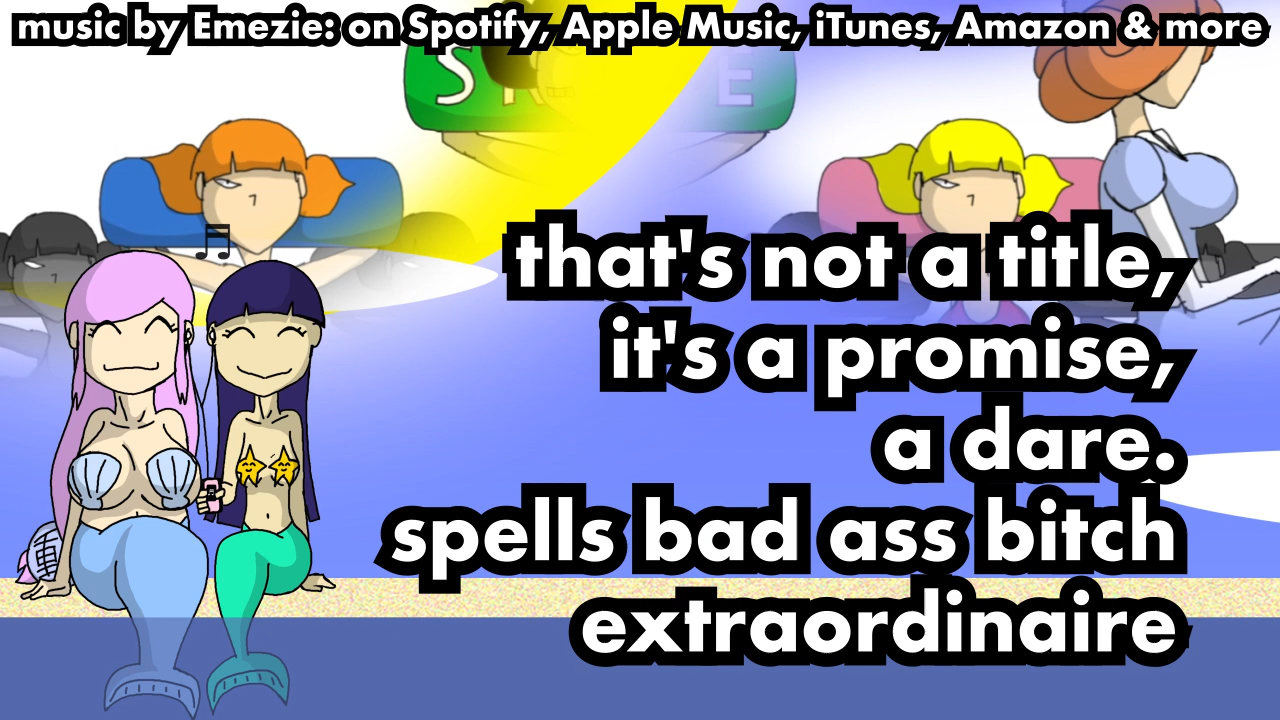 music by Emezie: on Spotify, Apple Music, iTunes, Amazon & more
that's not a title,
it's a promise,
a dare.
spells bad ass bitch
extraordinaire